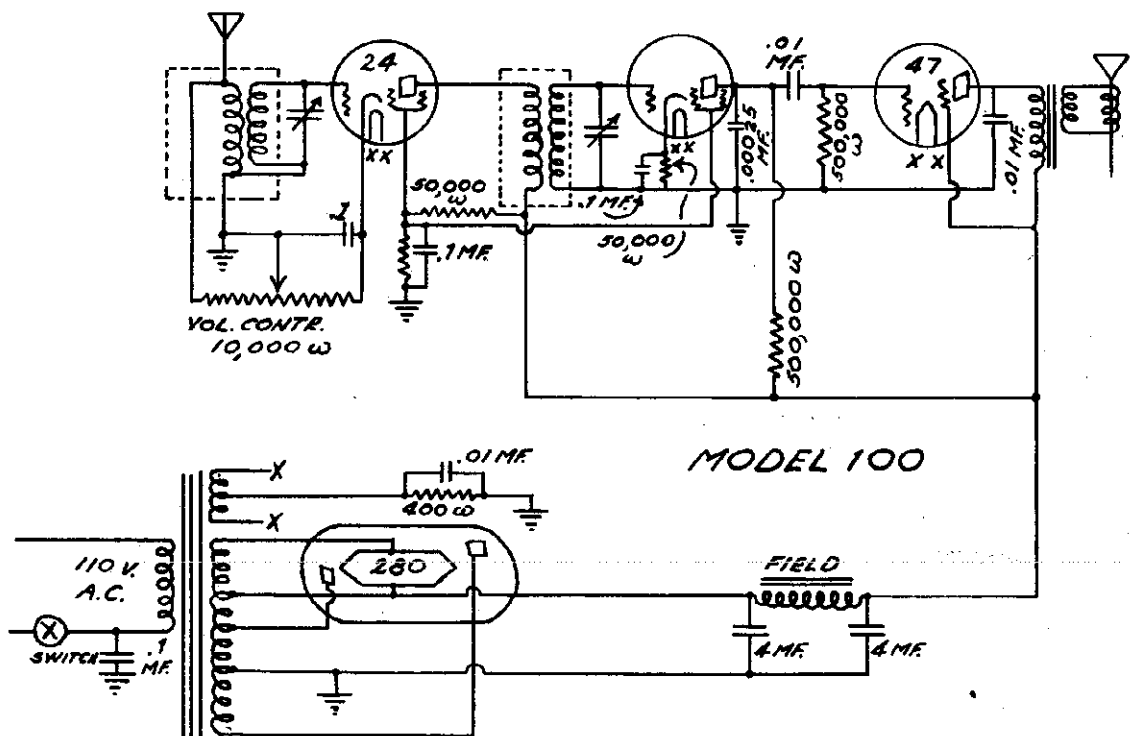 24
47
.01
MF.
.00025
MF.
500,000
ω
.01 MF.
XX
XX
X X
50,000
ω
.1
.1 MF.
.1 MF.
50,000
ω
VOL. CONTR.
10,000 ω
500,000 ω
MODEL 100
X
X
.01 MF.
400 ω
110 V.
A.C.
280
FIELD
X
SWITCH
.1
MF.
4 MF.
4 MF.